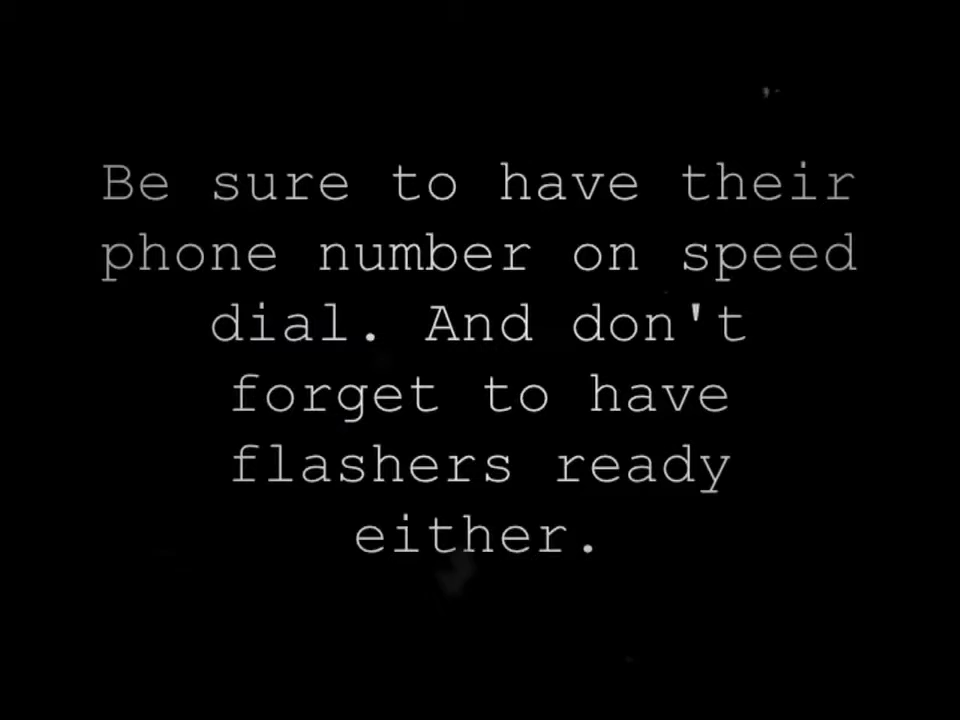 Be sure to have their
phone number on speed
dial. And don't
forget to have
flashers ready
either.